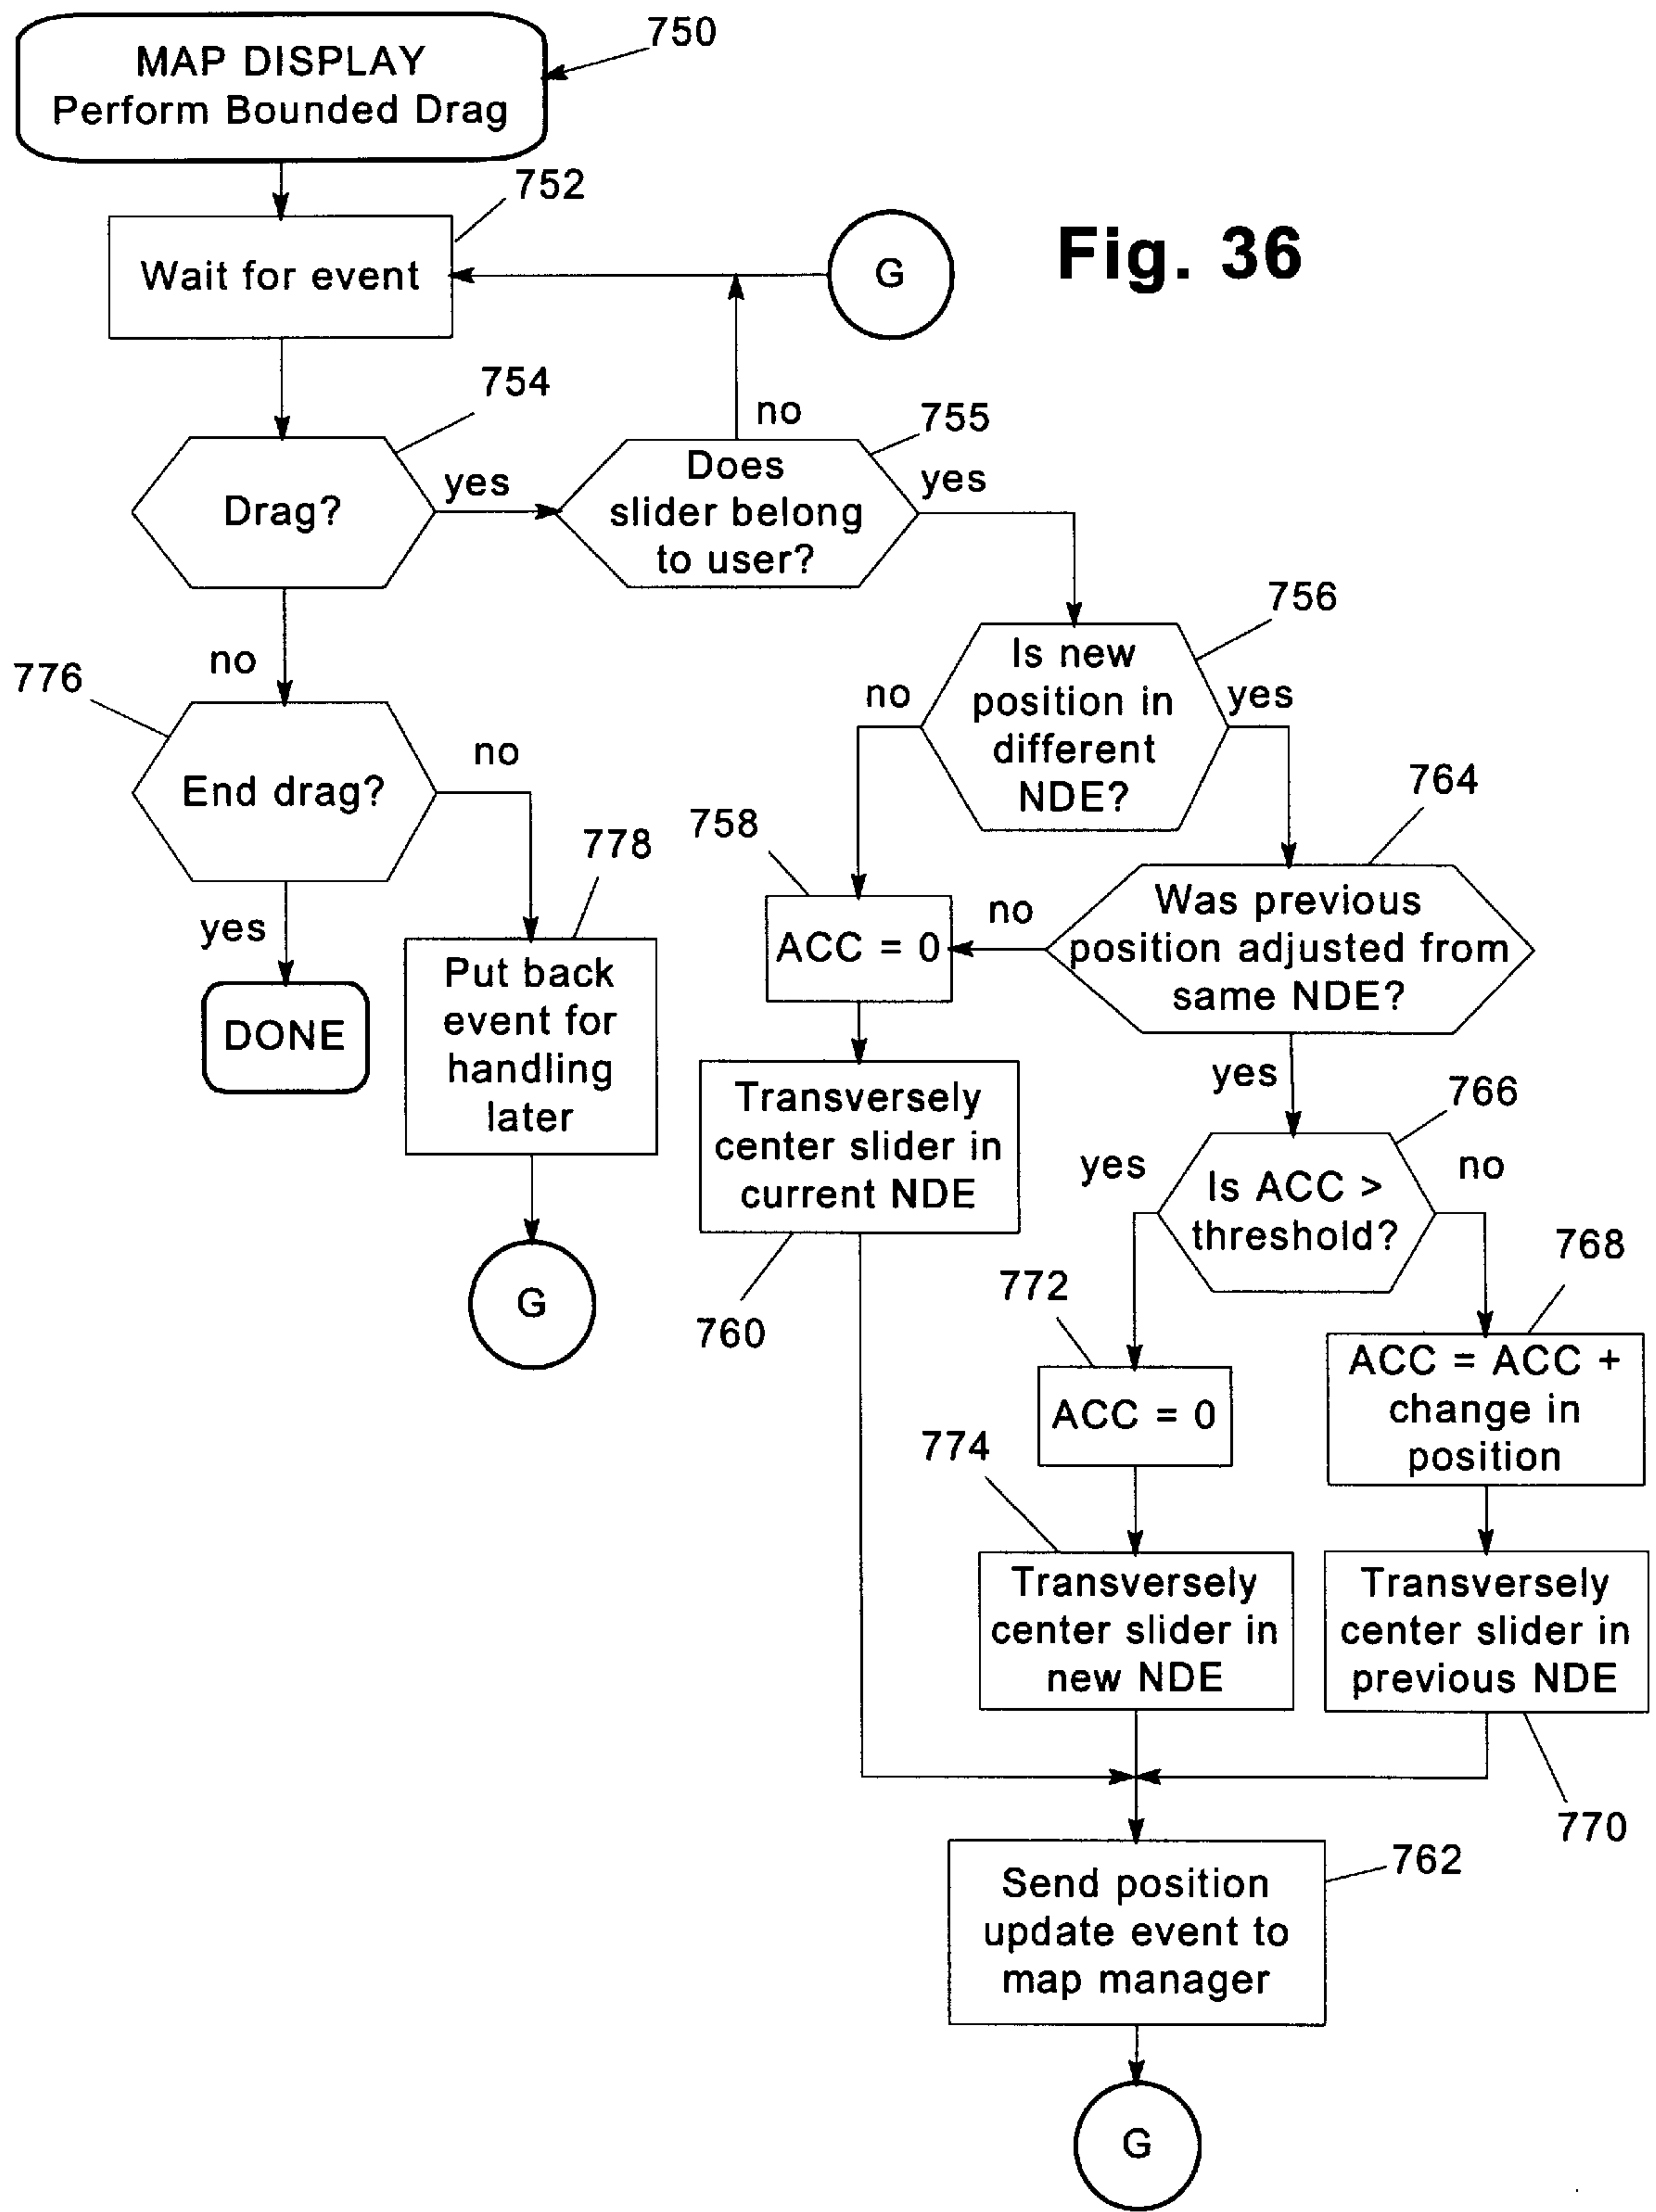 750
MAP DISPLAY
Perform Bounded Drag
752
Wait for event
G
Fig. 36
754
Drag?
yes
no
755
Does
slider belong
to user?
yes
no
756
Is new
position in
different
NDE?
no
yes
776
End drag?
no
yes
DONE
778
Put back
event for
handling
later
G
758
ACC = 0
no
764
Was previous
position adjusted from
same NDE?
yes
Transversely
center slider in
current NDE
760
766
Is ACC >
threshold?
yes
no
772
ACC = 0
768
ACC = ACC +
change in
position
774
Transversely
center slider in
new NDE
Transversely
center slider in
previous NDE
770
762
Send position
update event to
map manager
G